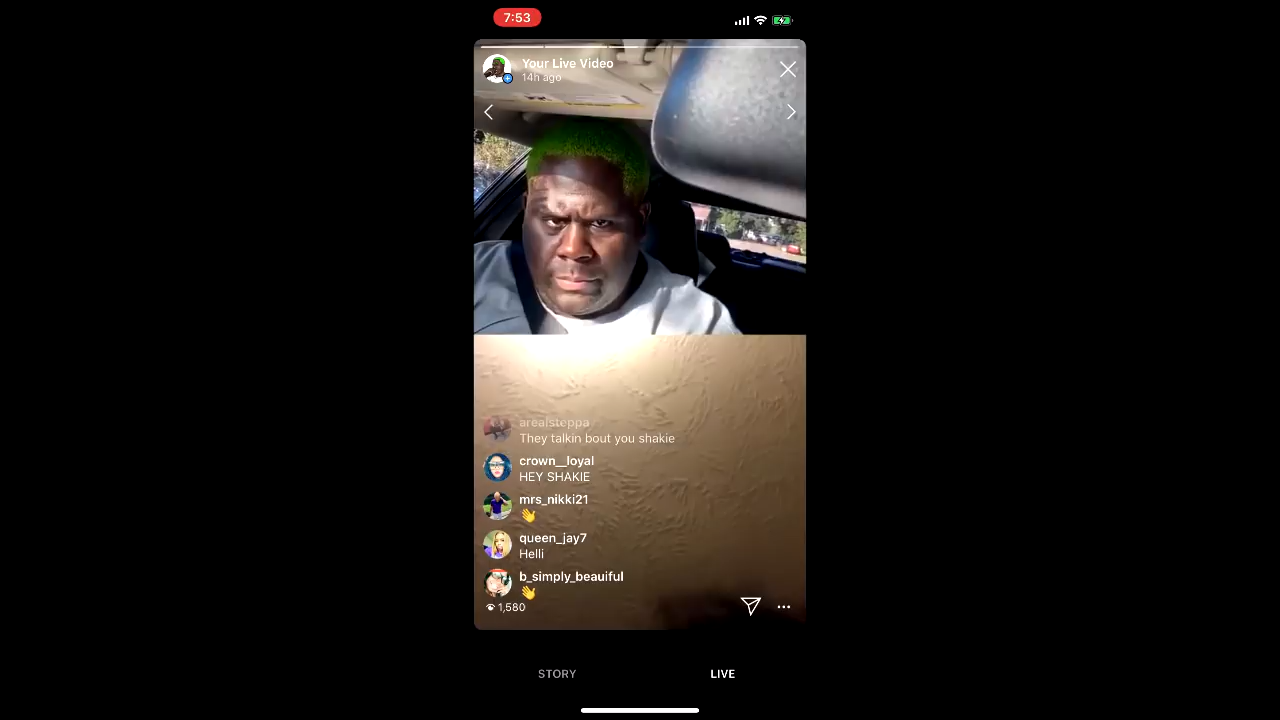 7:53
Your Live Video
14h ago
arealsteppa
They talkin bout you shakie
crown__loyal
HEY SHAKIE
mrs_nikki21
👋
queen_jay7
Helli
b_simply_beauiful
👋
1,580
STORY
LIVE